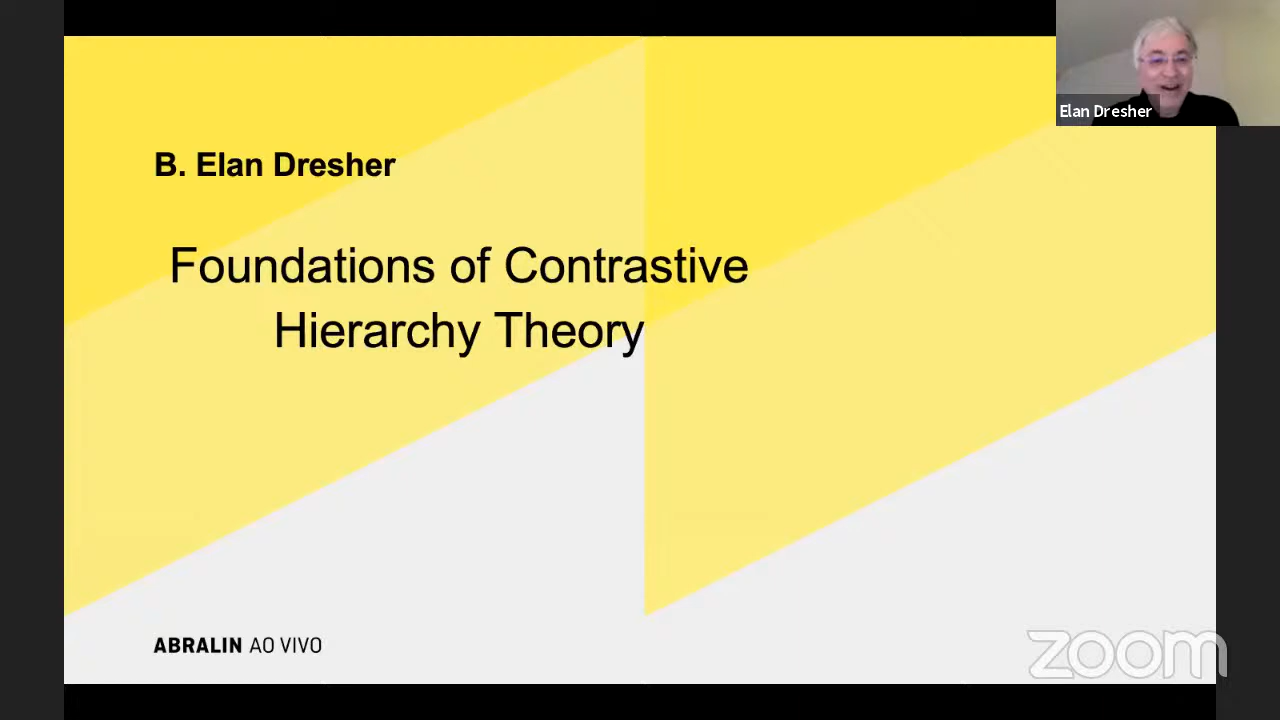 Elan Dresher
B. Elan Dresher
Foundations of Contrastive
Hierarchy Theory
ABRALIN AO VIVO
zoom